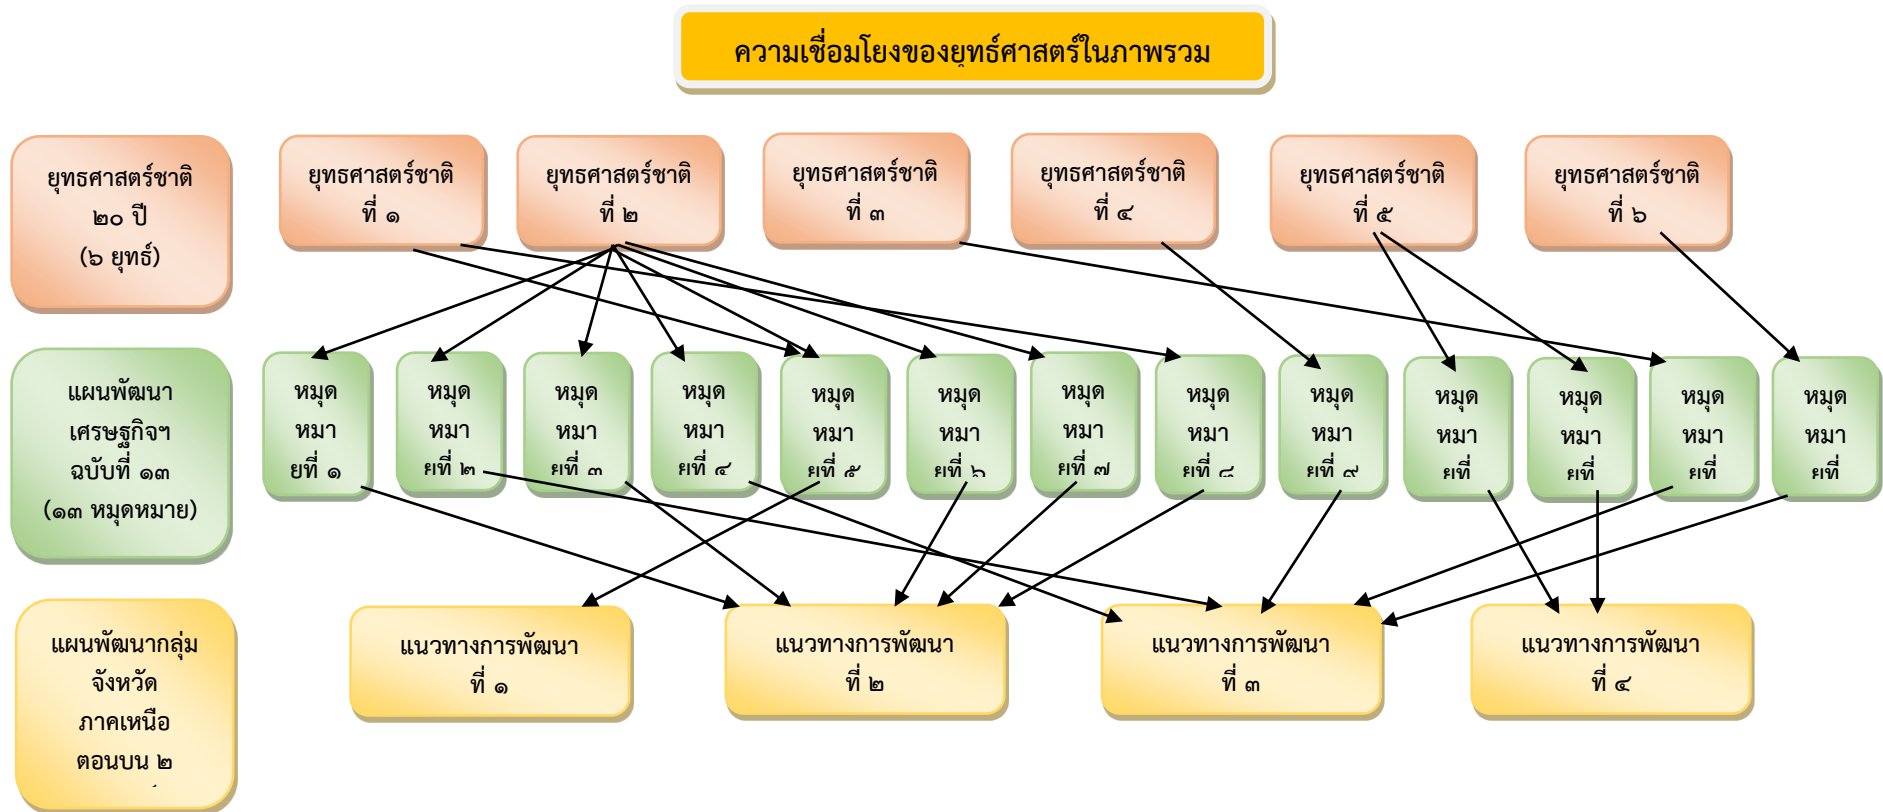 ความเชื่อมโยงของยุทธ์ศาสตร์ในภาพรวม
ยุทธศาสตร์ชาติ
๒๐ ปี
(๖ ยุทธ์)
ยุทธศาสตร์ชาติ
ที่ ๑
ยุทธศาสตร์ชาติ
ที่ ๒
ยุทธศาสตร์ชาติ
ที่ ๓
ยุทธศาสตร์ชาติ
ที่ ๔
ยุทธศาสตร์ชาติ
ที่ ๕
ยุทธศาสตร์ชาติ
ที่ ๖
แผนพัฒนา
เศรษฐกิจฯ
ฉบับที่ ๑๓
(๑๓ หมุดหมาย)
หมุด
หมา
ยที่ ๑
หมุด
หมา
ยที่ ๒
หมุด
หมา
ยที่ ๓
หมุด
หมา
ยที่ ๔
หมุด
หมา
ยที่ ๕
หมุด
หมา
ยที่ ๖
หมุด
หมา
ยที่ ๗
หมุด
หมา
ยที่ ๘
หมุด
หมา
ยที่ ๙
หมุด
หมา
ยที่
หมุด
หมา
ยที่
หมุด
หมา
ยที่
หมุด
หมา
ยที่
แผนพัฒนากลุ่ม
จังหวัด
ภาคเหนือ
ตอนบน ๒
แนวทางการพัฒนา
ที่ ๑
แนวทางการพัฒนา
ที่ ๒
แนวทางการพัฒนา
ที่ ๓
แนวทางการพัฒนา
ที่ ๔